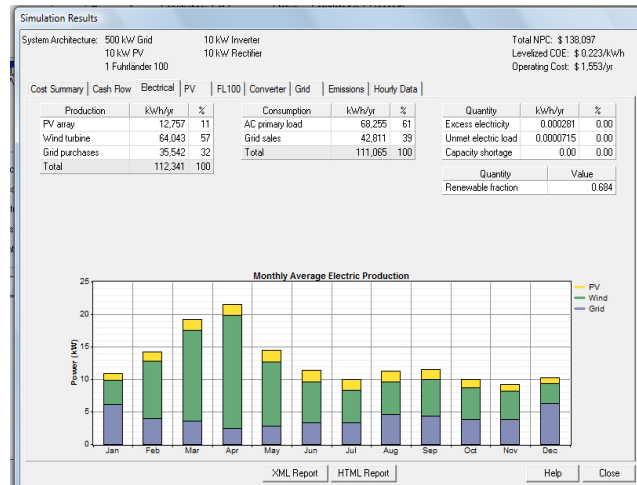 Simulation Results
System Architecture: 500 kW Grid 10 kW Inverter Total NPC: $ 138,097
10 kW PV 10 kW Rectifier Levelized COE: $ 0.223/kWh
1 Fuhrländer 100 Operating Cost: $ 1,553/yr
Cost Summary Cash Flow Electrical PV FL100 Converter Grid Emissions Hourly Data
Production kWh/yr % Consumption kWh/yr % Quantity kWh/yr %
PV array 12,757 11 AC primary load 68,255 61 Excess electricity 0.000281 0.00
Wind turbine 64,043 57 Grid sales 42,811 39 Unmet electric load 0.0000715 0.00
Grid purchases 35,542 32 Total 111,065 100 Capacity shortage 0.00 0.00
Total 112,341 100
Quantity Value
Renewable fraction 0.684
Monthly Average Electric Production
Power (kW)
25
20
15
10
5
0
Jan Feb Mar Apr May Jun Jul Aug Sep Oct Nov Dec
PV
Wind
Grid
XML Report HTML Report Help Close